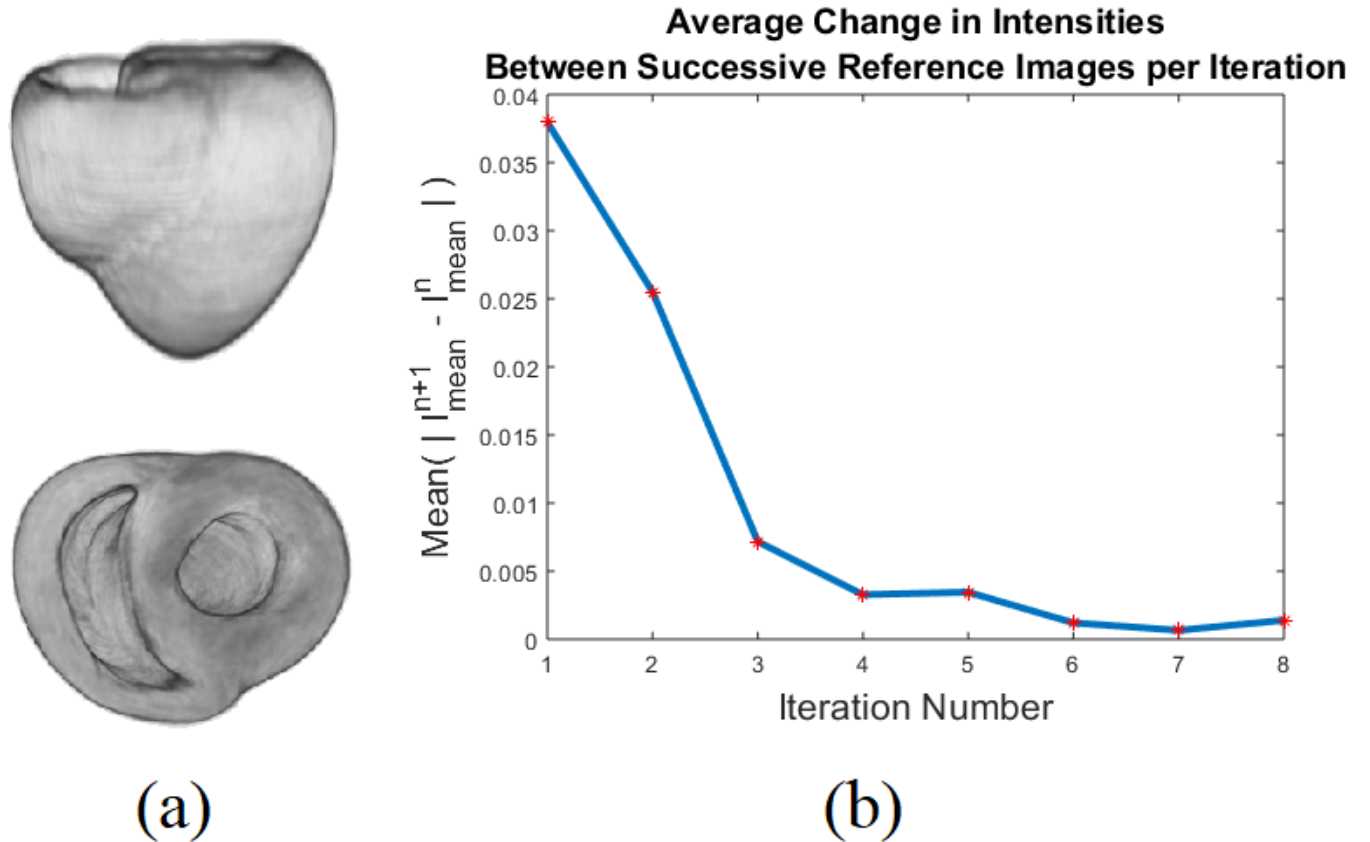 Average Change in Intensities
Between Successive Reference Images per Iteration
Mean( | I^{n+1}_{mean} - I^{n}_{mean} | )
0.04
0.035
0.03
0.025
0.02
0.015
0.01
0.005
0
1 2 3 4 5 6 7 8
Iteration Number
(a) (b)